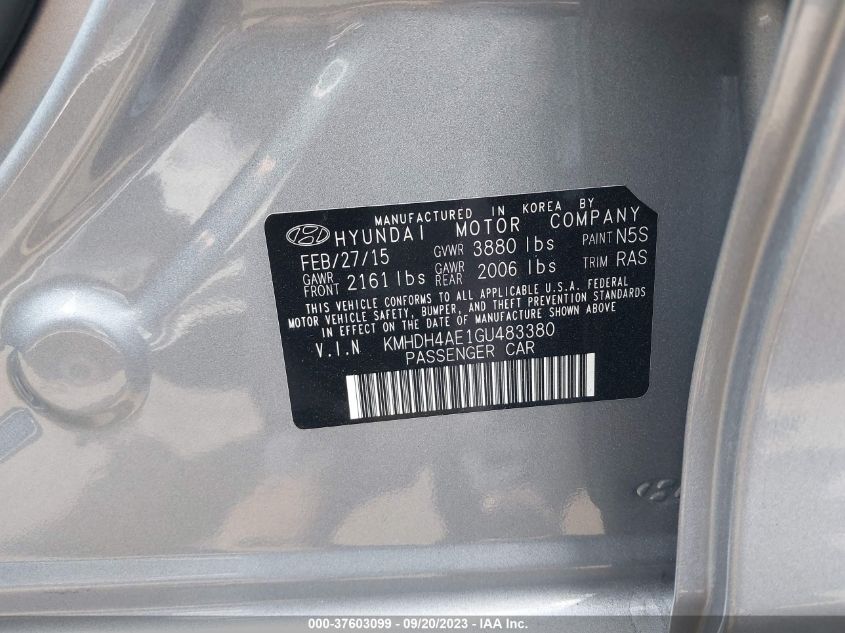 MANUFACTURED IN KOREA BY
HYUNDAI MOTOR COMPANY
FEB/27/15 GVWR 3880 lbs PAINT N5S
GAWR FRONT 2161 lbs GAWR REAR 2006 lbs TRIM RAS
THIS VEHICLE CONFORMS TO ALL APPLICABLE U.S.A. FEDERAL
MOTOR VEHICLE SAFETY, BUMPER, AND THEFT PREVENTION STANDARDS
IN EFFECT ON THE DATE OF MANUFACTURE SHOWN ABOVE
V.I.N KMHDH4AE1GU483380
PASSENGER CAR
000-37603099 - 09/20/2023 - IAA Inc.